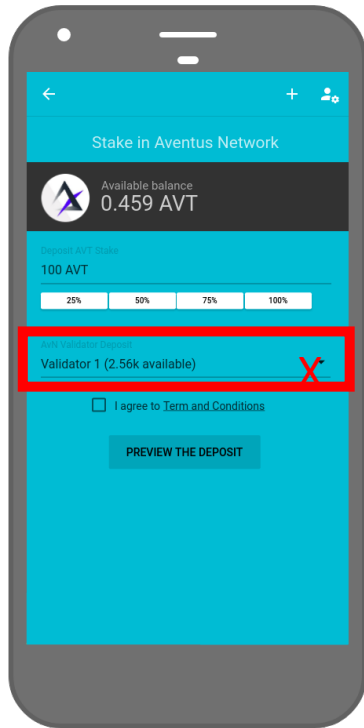 Stake in Aventus Network
Available balance
0.459 AVT
Deposit AVT Stake
100 AVT
25% 50% 75% 100%
AvN Validator Deposit
Validator 1 (2.56k available) X
I agree to Term and Conditions
PREVIEW THE DEPOSIT